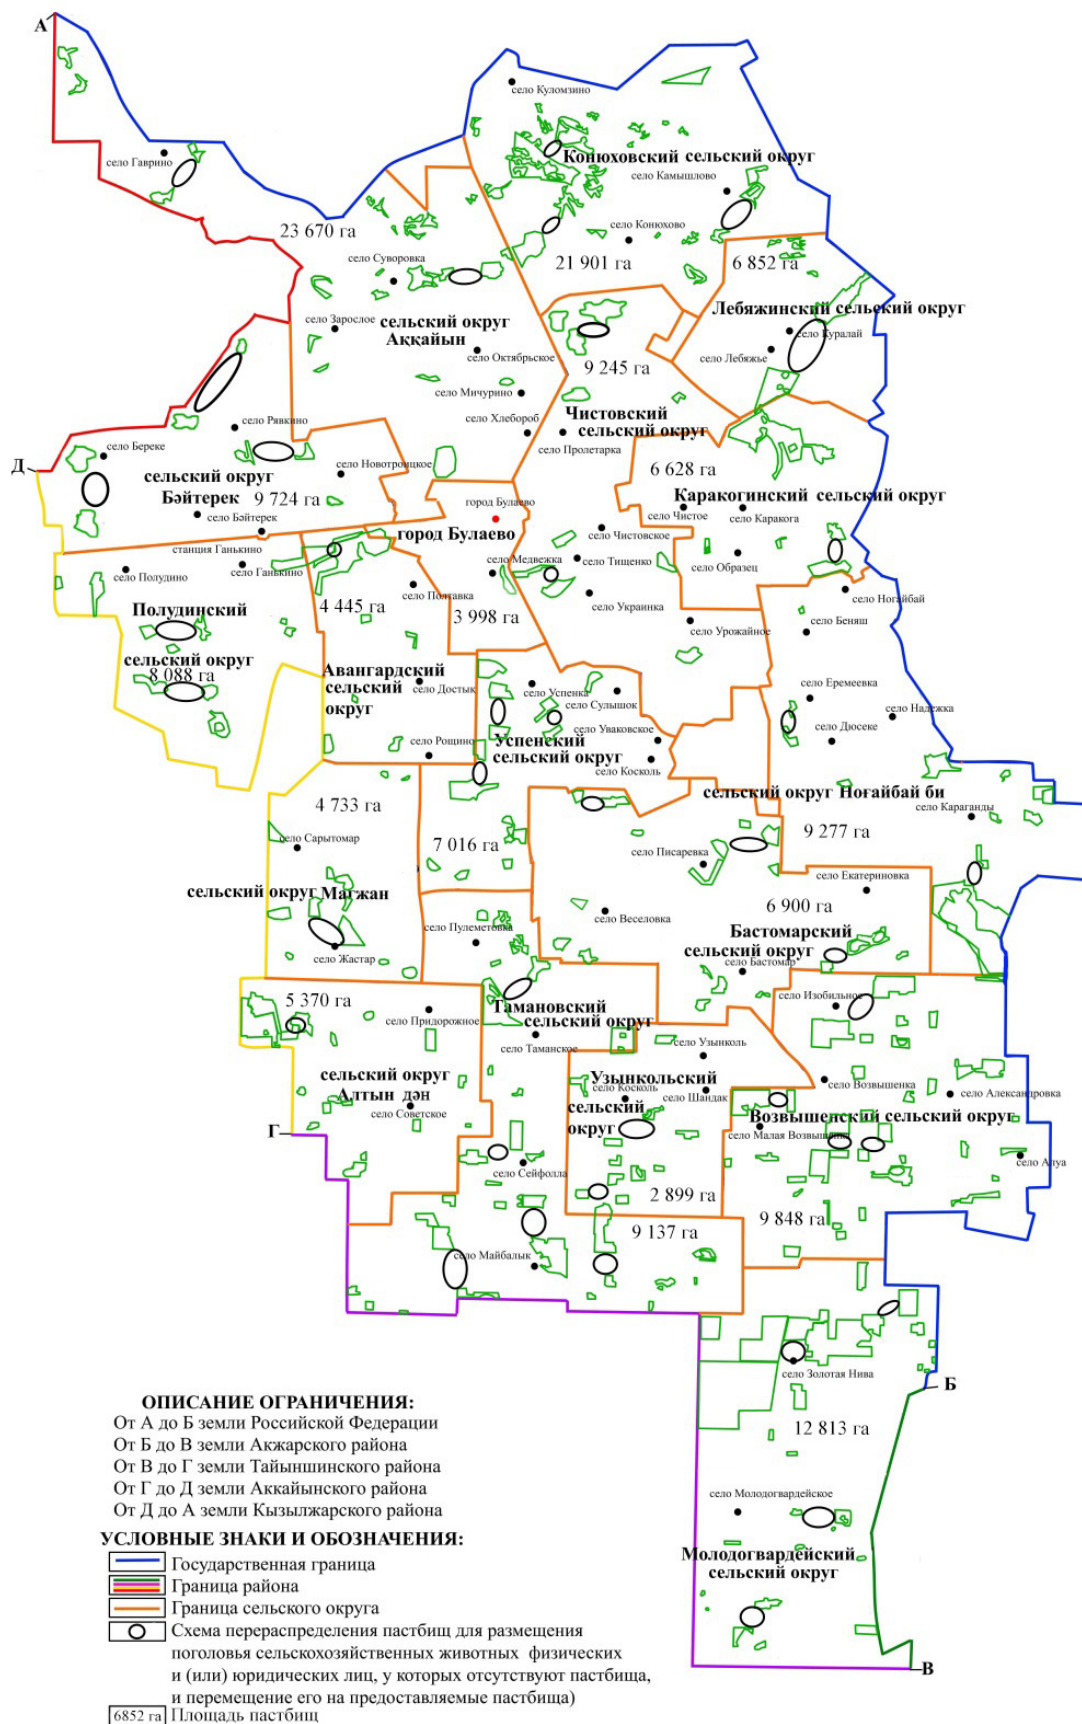 А
село Куломзино
село Гаврино
Конюховский сельский округ
село Камышлово
23 670 га
село Конюхово
21 901 га
6 852 га
село Суворовка
Лебяжинский сельский округ
село Зарослое
сельский округ
Аққайын
село Куралай
село Октябрьское
село Лебяжье
9 245 га
село Мичурино
Чистовский
сельский округ
село Хлебороб
село Рявкино
село Пролетарка
село Береке
Д
сельский округ
Бәйтерек
село Новотроицкое
6 628 га
9 724 га
Каракогинский сельский округ
город Булаево
село Бәйтерек
село Чистое
село Каракога
город Булаево
село Чистовское
станция Ганькино
село Полудино
село Ганькино
село Медвежка
село Тищенко
село Образец
село Полтавка
село Украинка
село Ногайбай
Полудинский
4 445 га
3 998 га
село Беняш
село Урожайное
сельский округ
8 088 га
Авангардский
сельский
округ
село Достык
село Успенка
село Сулышок
село Еремеевка
село Надежка
село Дюсеке
село Рощино
Успенский
сельский округ
село Уваковское
село Косколь
4 733 га
сельский округ Ноғайбай би
село Караганды
село Сарытомар
7 016 га
9 277 га
село Писаревка
сельский округ Магжан
село Екатериновка
6 900 га
село Пулеметовка
село Веселовка
Бастомарский
сельский округ
село Жастар
село Бастомар
5 370 га
село Придорожное
Тамановский
сельский округ
село Изобильное
село Таманское
село Узынколь
сельский округ
Алтын дән
село Советское
Узынкольский
село Косколь
село Шандак
сельский
округ
село Возвышенка
село Александровка
Возвышенский сельский округ
Г
село Малая Возвышенка
село Сейфолла
село Алуа
2 899 га
9 848 га
9 137 га
село Майбалык
село Золотая Нива
Б
12 813 га
село Молодогвардейское
Молодогвардейский
сельский округ
В
ОПИСАНИЕ ОГРАНИЧЕНИЯ:
От А до Б земли Российской Федерации
От Б до В земли Акжарского района
От В до Г земли Тайыншинского района
От Г до Д земли Аккайынского района
От Д до А земли Кызылжарского района
УСЛОВНЫЕ ЗНАКИ И ОБОЗНАЧЕНИЯ:
Государственная граница
Граница района
Граница сельского округа
Схема перераспределения пастбищ для размещения
поголовья сельскохозяйственных животных физических
и (или) юридических лиц, у которых отсутствуют пастбища,
и перемещение его на предоставляемые пастбища)
6852 га Площадь пастбищ